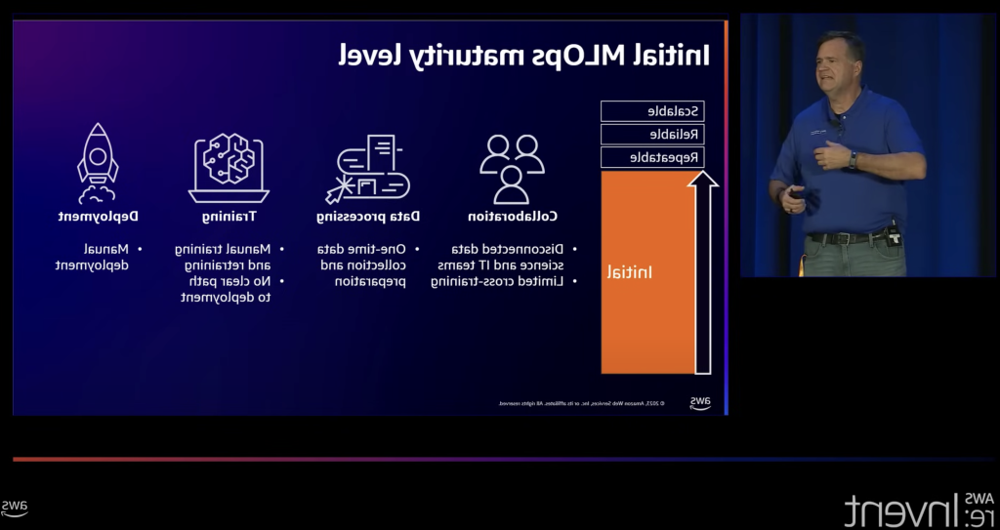 Initial MLOps maturity level
Scalable
Reliable
Repeatable
Initial
Collaboration
• Disconnected data
science and IT teams
• Limited cross-training
Data processing
• One-time data
collection and
preparation
Training
• Manual training
and retraining
• No clear path
to deployment
Deployment
• Manual
deployment
aws
© 2023, Amazon Web Services, Inc. or its affiliates. All rights reserved.
AWS
re:Invent
aws